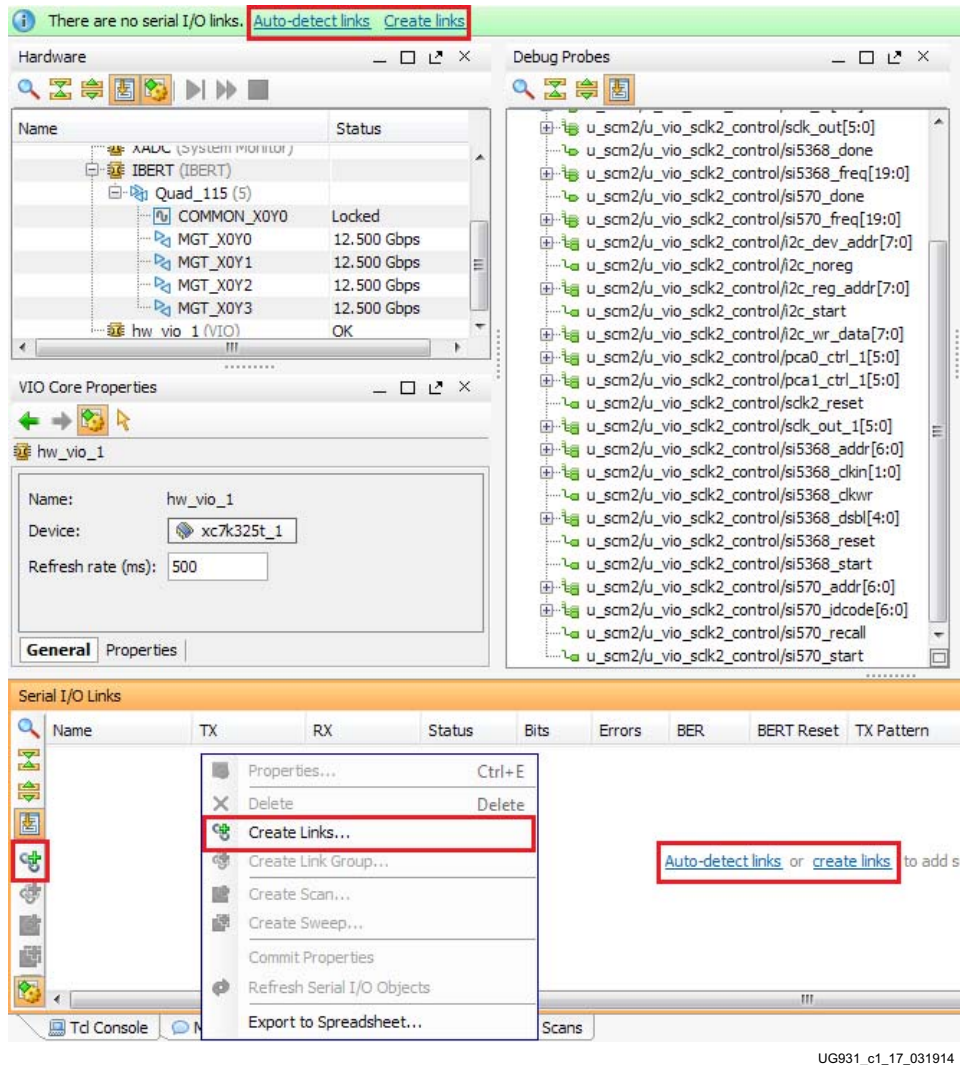 There are no serial I/O links. Auto-detect links Create links
Hardware
Name Status
XADC (System Monitor)
IBERT (IBERT)
Quad_115 (5)
COMMON_X0Y0 Locked
MGT_X0Y0 12.500 Gbps
MGT_X0Y1 12.500 Gbps
MGT_X0Y2 12.500 Gbps
MGT_X0Y3 12.500 Gbps
hw_vio_1 (VIO) OK
VIO Core Properties
hw_vio_1
Name: hw_vio_1
Device: xc7k325t_1
Refresh rate (ms): 500
General Properties
Debug Probes
u_scm2/u_vio_sclk2_control/sclk_out[5:0]
u_scm2/u_vio_sclk2_control/si5368_done
u_scm2/u_vio_sclk2_control/si5368_freq[19:0]
u_scm2/u_vio_sclk2_control/si570_done
u_scm2/u_vio_sclk2_control/si570_freq[19:0]
u_scm2/u_vio_sclk2_control/i2c_dev_addr[7:0]
u_scm2/u_vio_sclk2_control/i2c_noreg
u_scm2/u_vio_sclk2_control/i2c_reg_addr[7:0]
u_scm2/u_vio_sclk2_control/i2c_start
u_scm2/u_vio_sclk2_control/i2c_wr_data[7:0]
u_scm2/u_vio_sclk2_control/pca0_ctrl_1[5:0]
u_scm2/u_vio_sclk2_control/pca1_ctrl_1[5:0]
u_scm2/u_vio_sclk2_control/sclk2_reset
u_scm2/u_vio_sclk2_control/sclk_out_1[5:0]
u_scm2/u_vio_sclk2_control/si5368_addr[6:0]
u_scm2/u_vio_sclk2_control/si5368_clkin[1:0]
u_scm2/u_vio_sclk2_control/si5368_clkwr
u_scm2/u_vio_sclk2_control/si5368_dsbl[4:0]
u_scm2/u_vio_sclk2_control/si5368_reset
u_scm2/u_vio_sclk2_control/si5368_start
u_scm2/u_vio_sclk2_control/si570_addr[6:0]
u_scm2/u_vio_sclk2_control/si570_idcode[6:0]
u_scm2/u_vio_sclk2_control/si570_recall
u_scm2/u_vio_sclk2_control/si570_start
Serial I/O Links
Name TX RX Status Bits Errors BER BERT Reset TX Pattern
Properties... Ctrl+E
Delete Delete
Create Links...
Create Link Group...
Create Scan...
Create Sweep...
Commit Properties
Refresh Serial I/O Objects
Export to Spreadsheet...
Auto-detect links or create links to add s
Tcl Console M Scans
UG931_c1_17_031914